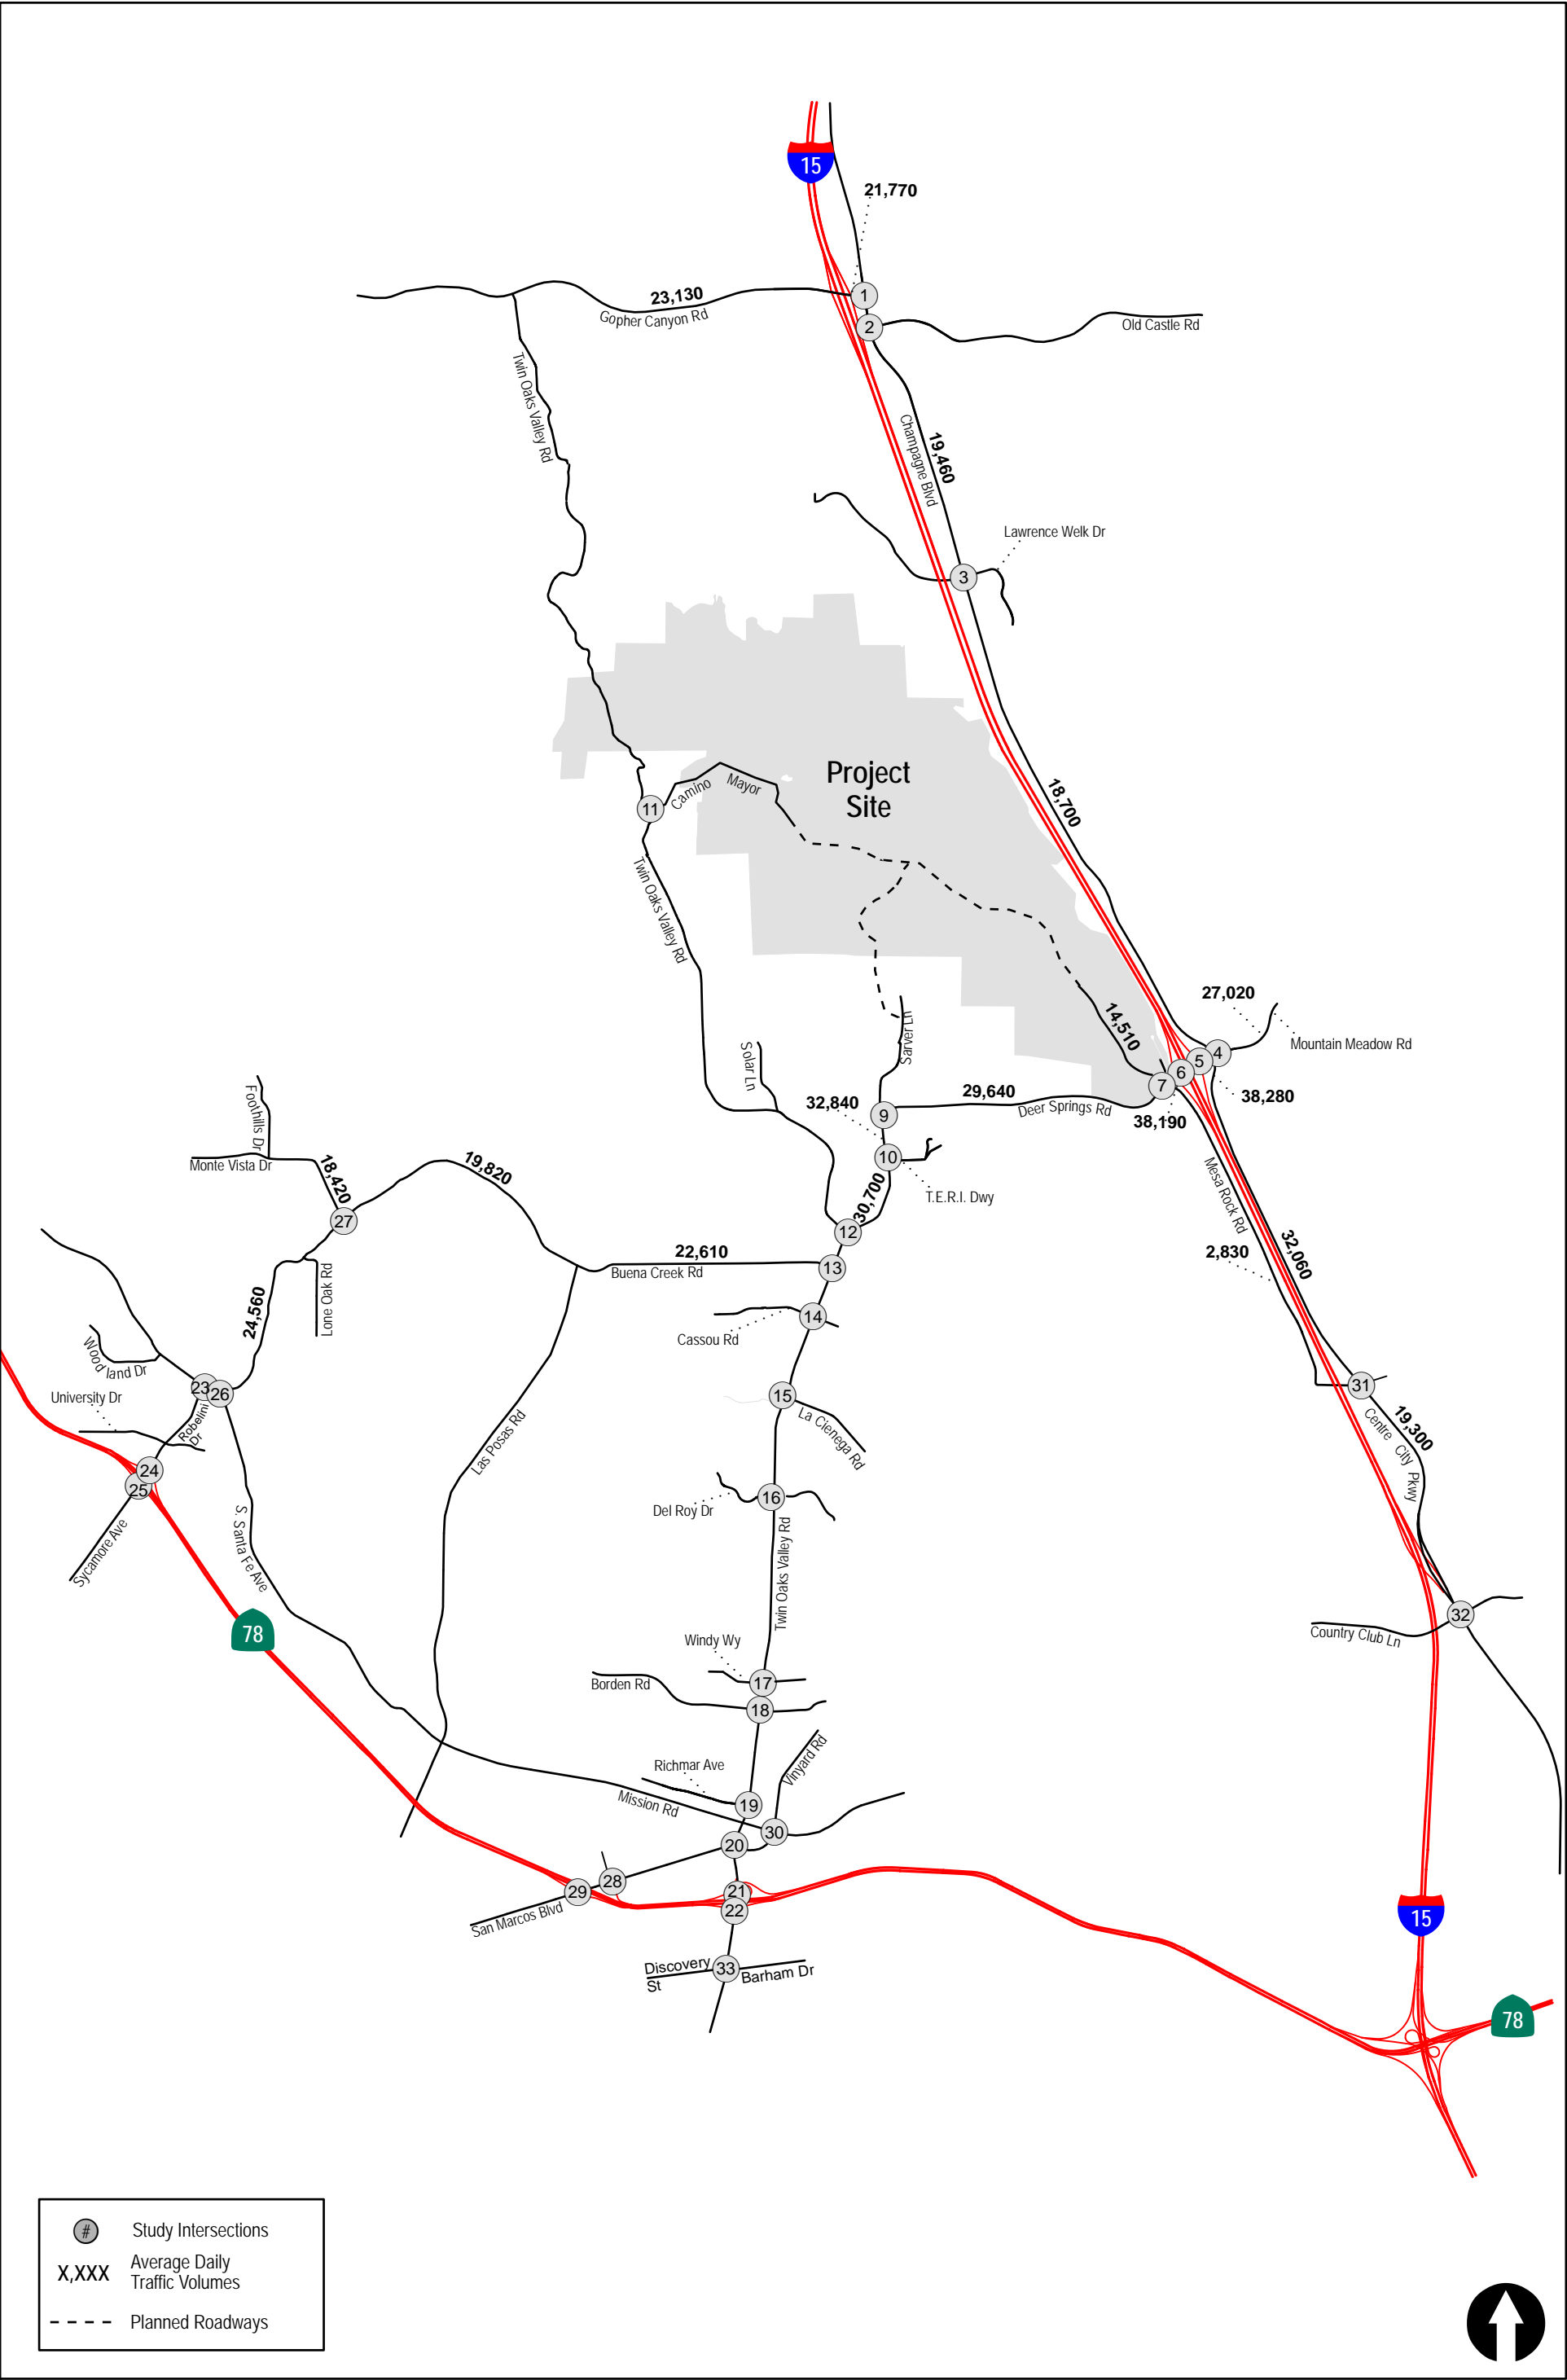 15
21,770
1
23,130
Gopher Canyon Rd
2
Old Castle Rd
Twin Oaks Valley Rd
Champagne Blvd
19,460
Lawrence Welk Dr
3
Project
Site
18,700
11
Camino Mayor
Twin Oaks Valley Rd
27,020
Mountain Meadow Rd
14,510
4
5
6
7
38,280
38,190
Sarver Ln
Solar Ln
29,640
Deer Springs Rd
32,840
9
10
T.E.R.I. Dwy
30,700
12
Foothills Dr
Monte Vista Dr
18,420
19,820
27
Mesa Rock Rd
2,830
32,060
22,610
Buena Creek Rd
13
Lone Oak Rd
24,560
14
Cassou Rd
Wood land Dr
University Dr
23
26
Robelini
Dr
15
La Cienega Rd
31
19,300
Centre City Pkwy
Las Posas Rd
24
25
Sycamore Ave
S. Santa Fe Ave
16
Del Roy Dr
Twin Oaks Valley Rd
78
32
Country Club Ln
Windy Wy
17
Borden Rd
18
Vinyard Rd
Richmar Ave
19
Mission Rd
30
20
28
29
21
22
San Marcos Blvd
15
Discovery
St
33
Barham Dr
78
# Study Intersections
X,XXX Average Daily
Traffic Volumes
Planned Roadways